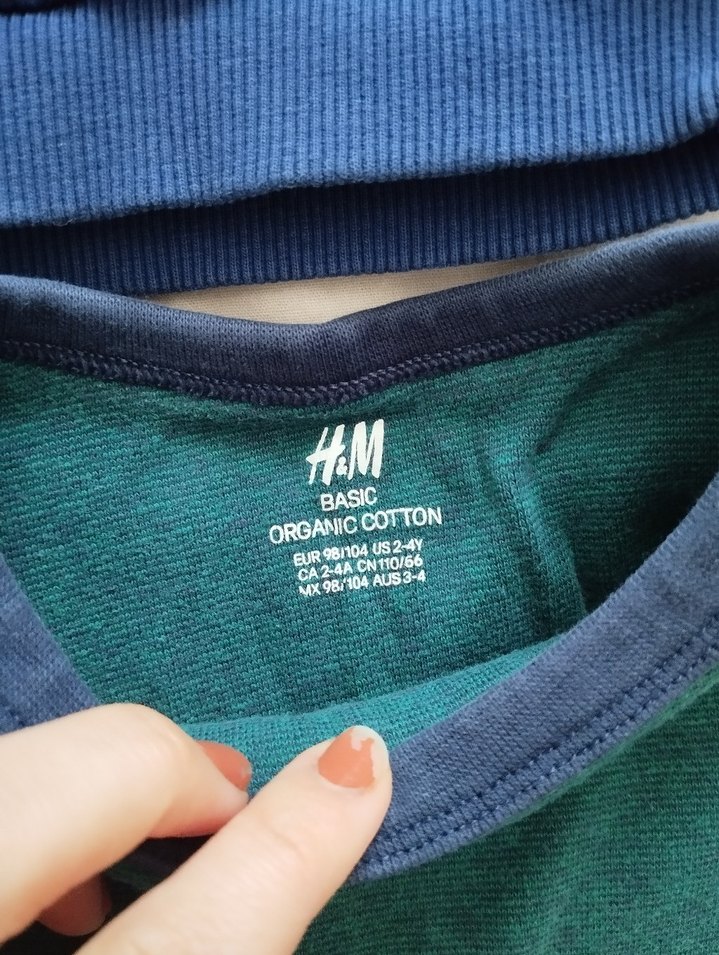 H&M
BASIC
ORGANIC COTTON
EUR 98/104 US 2-4Y
CA 2-4A CN 110/56
MX 98/104 AUS 3-4